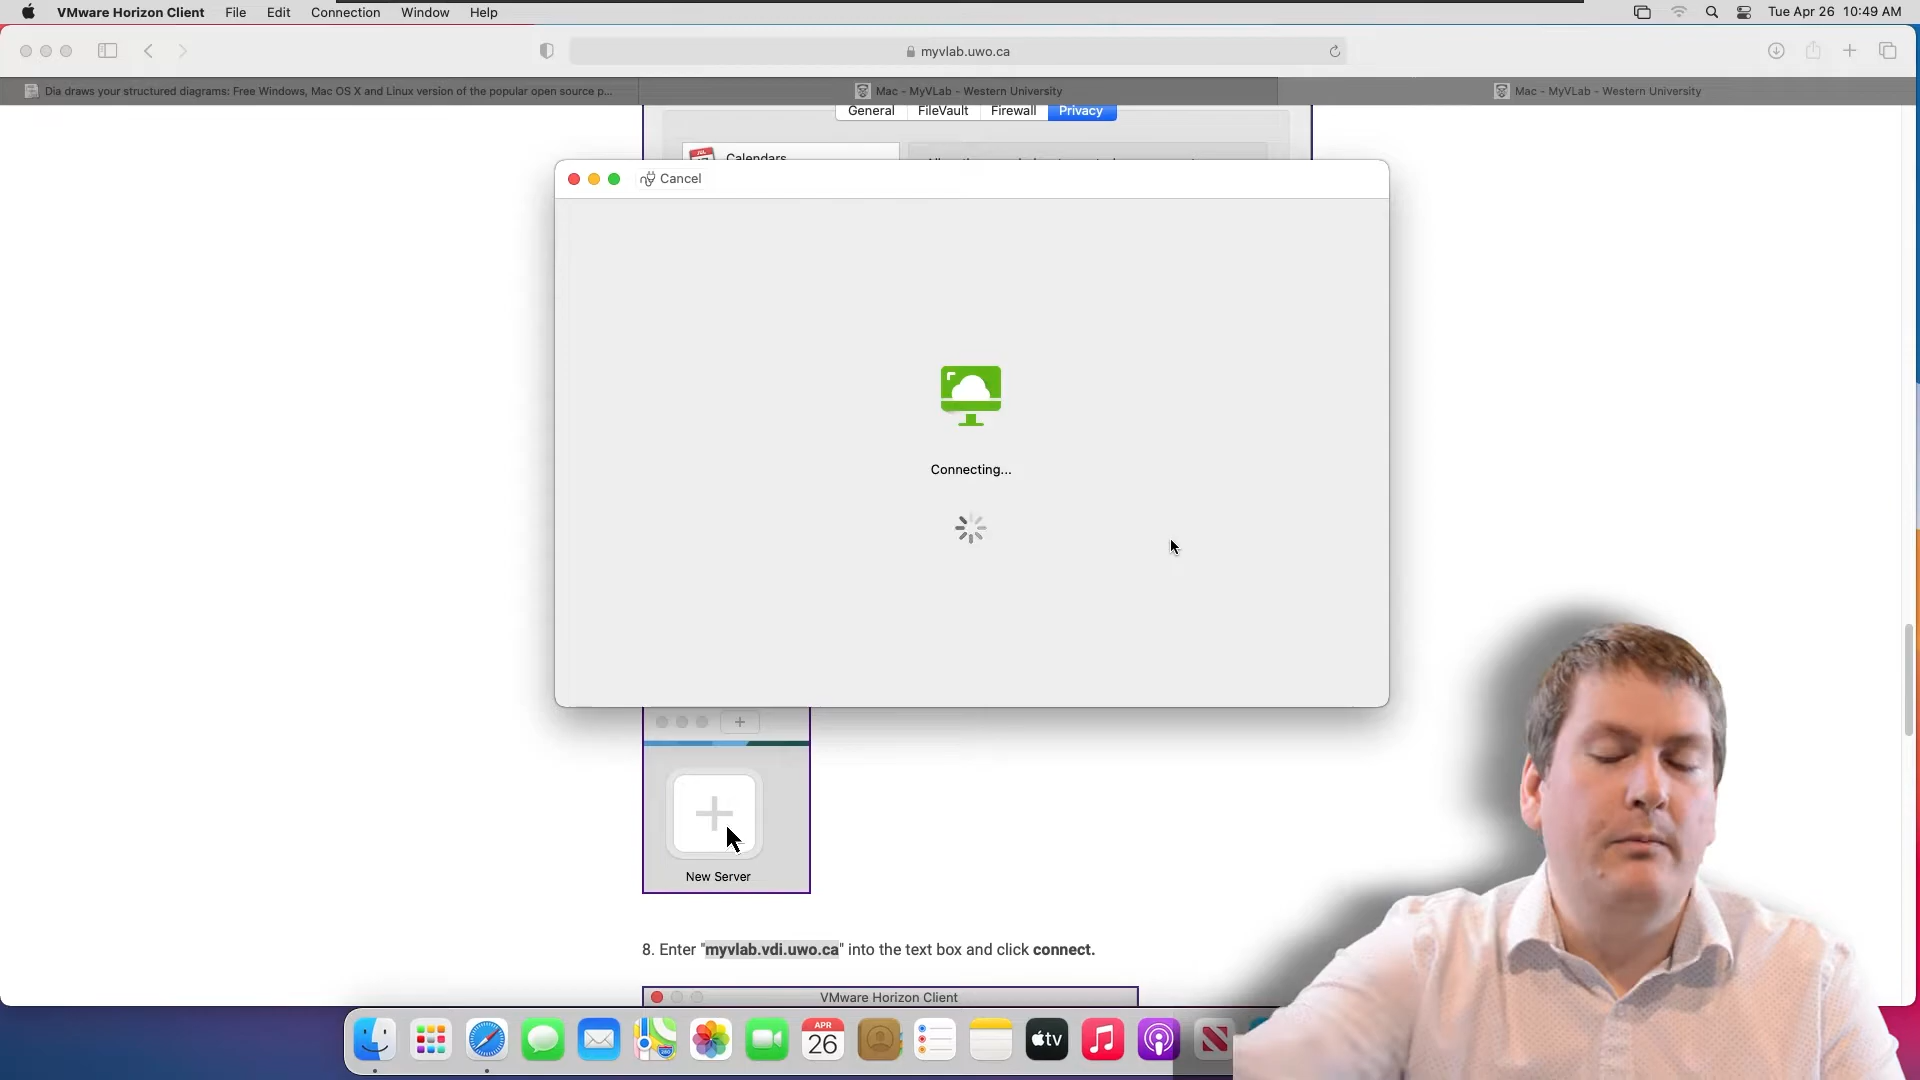 VMware Horizon Client File Edit Connection Window Help Tue Apr 26 10:49 AM
myvlab.uwo.ca
Dia draws your structured diagrams: Free Windows, Mac OS X and Linux version of the popular open source p... Mac - MyVLab - Western University Mac - MyVLab - Western University
General FileVault Firewall Privacy
Calendars
Cancel
Connecting...
New Server
8. Enter "myvlab.vdi.uwo.ca" into the text box and click connect.
VMware Horizon Client
APR
26
tv